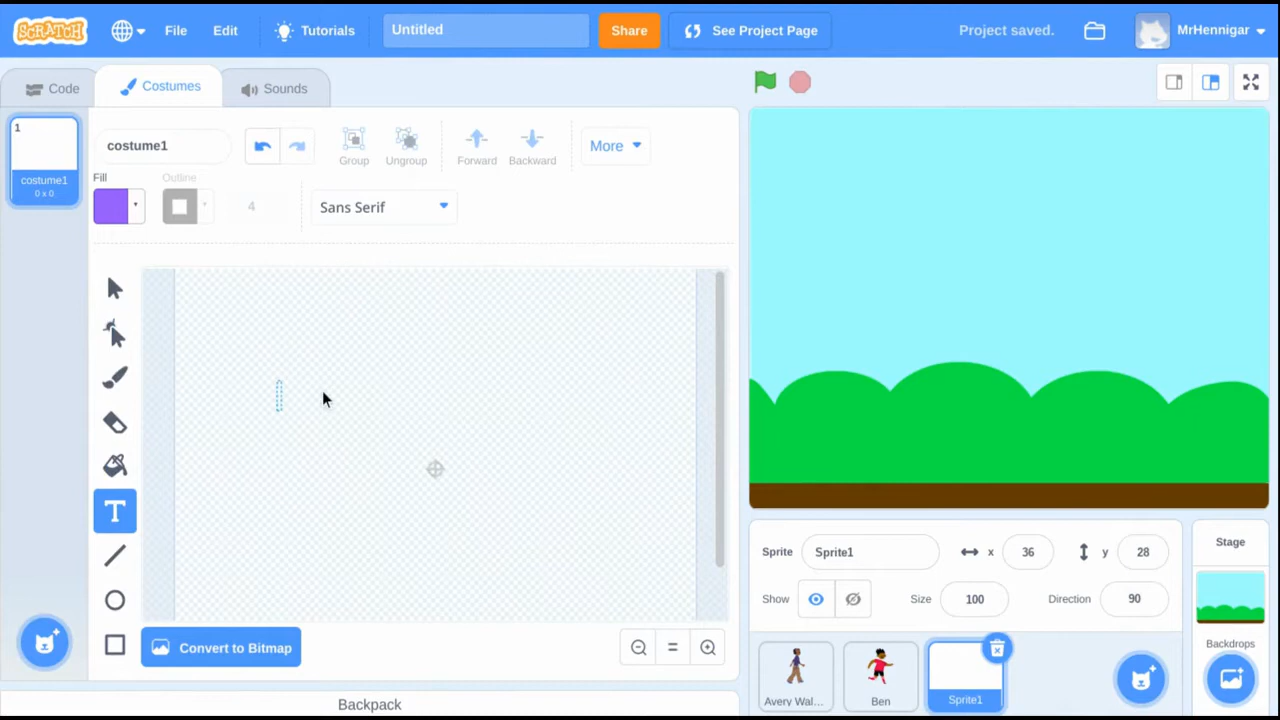 SCRATCH File Edit Tutorials Untitled Share See Project Page Project saved. MrHennigar
Code Costumes Sounds
1
costume1
0 x 0
costume1 Group Ungroup Forward Backward More
Fill Outline 4 Sans Serif
T
Convert to Bitmap
Backpack
Sprite Sprite1 x 36 y 28
Show Size 100 Direction 90
Avery Wal... Ben Sprite1
Stage
Backdrops